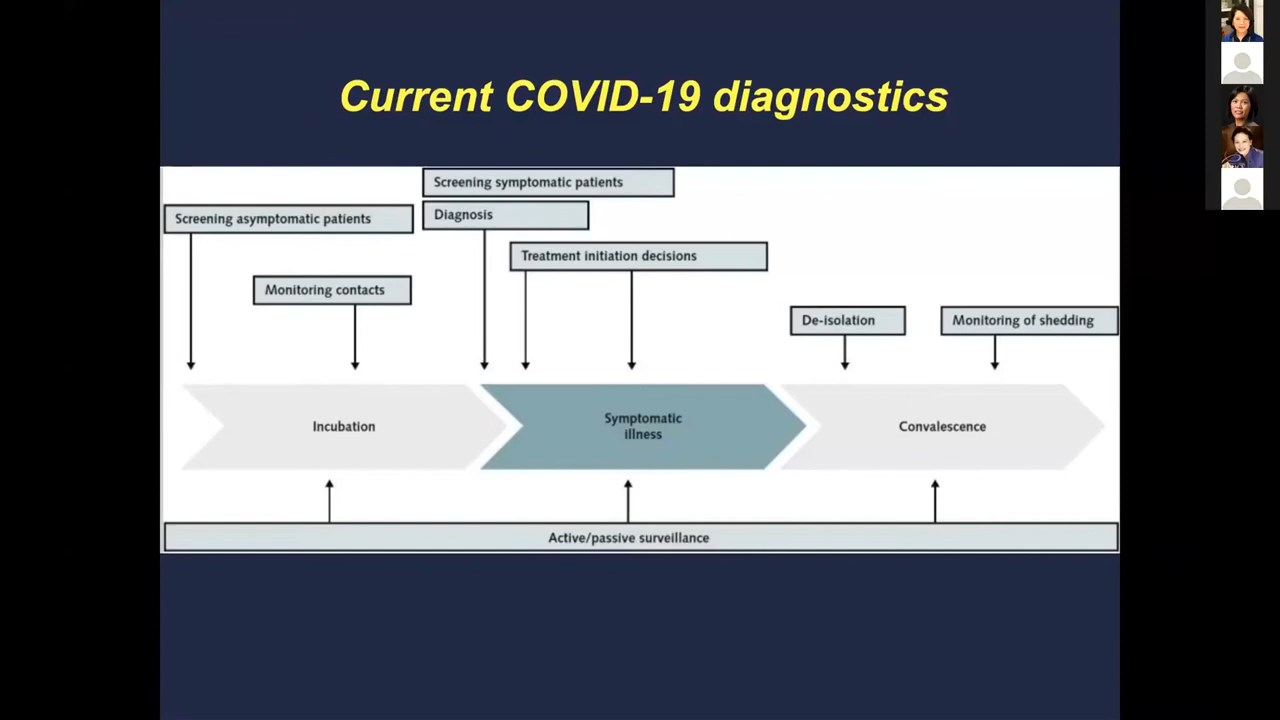 Current COVID-19 diagnostics
Screening symptomatic patients
Screening asymptomatic patients
Diagnosis
Treatment initiation decisions
Monitoring contacts
De-isolation
Monitoring of shedding
Incubation
Symptomatic
illness
Convalescence
Active/passive surveillance